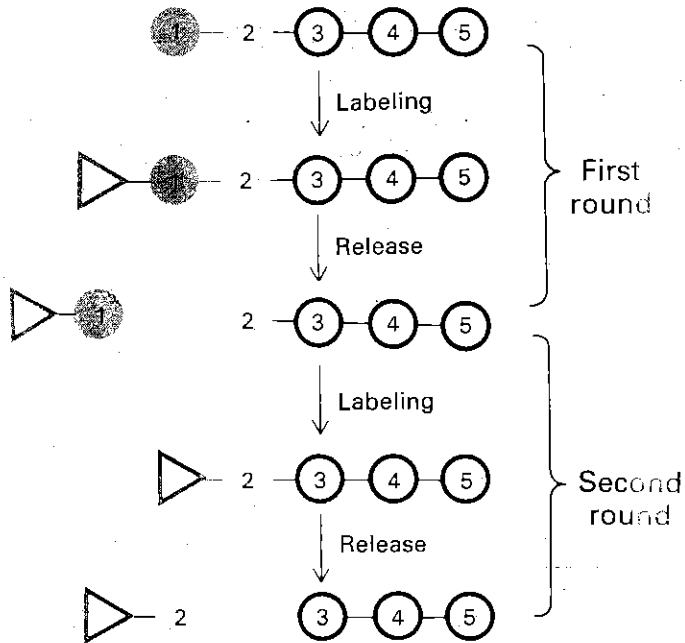 1 2 3 4 5
Labeling
1 2 3 4 5
First
round
Release
1 2 3 4 5
Labeling
2 3 4 5
Second
round
Release
2 3 4 5